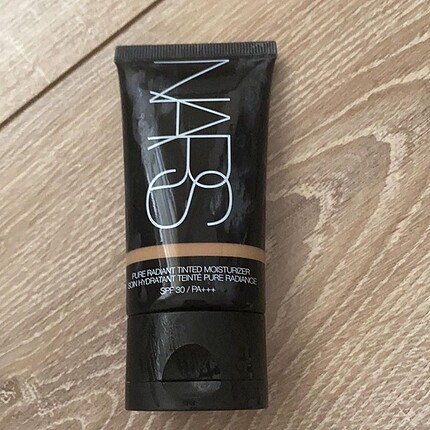 NARS
PURE RADIANT TINTED MOISTURIZER
SOIN HYDRATANT TEINTÉ PURE RADIANCE
SPF 30 / PA+++